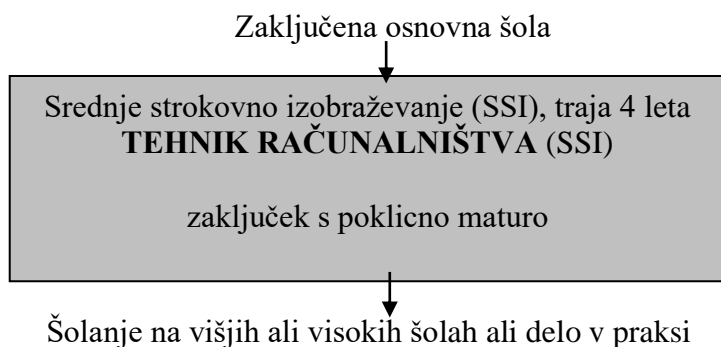 Zaključena osnovna šola
Srednje strokovno izobraževanje (SSI), traja 4 leta
TEHNIK RAČUNALNIŠTVA (SSI)
zaključek s poklicno maturo
Šolanje na višjih ali visokih šolah ali delo v praksi